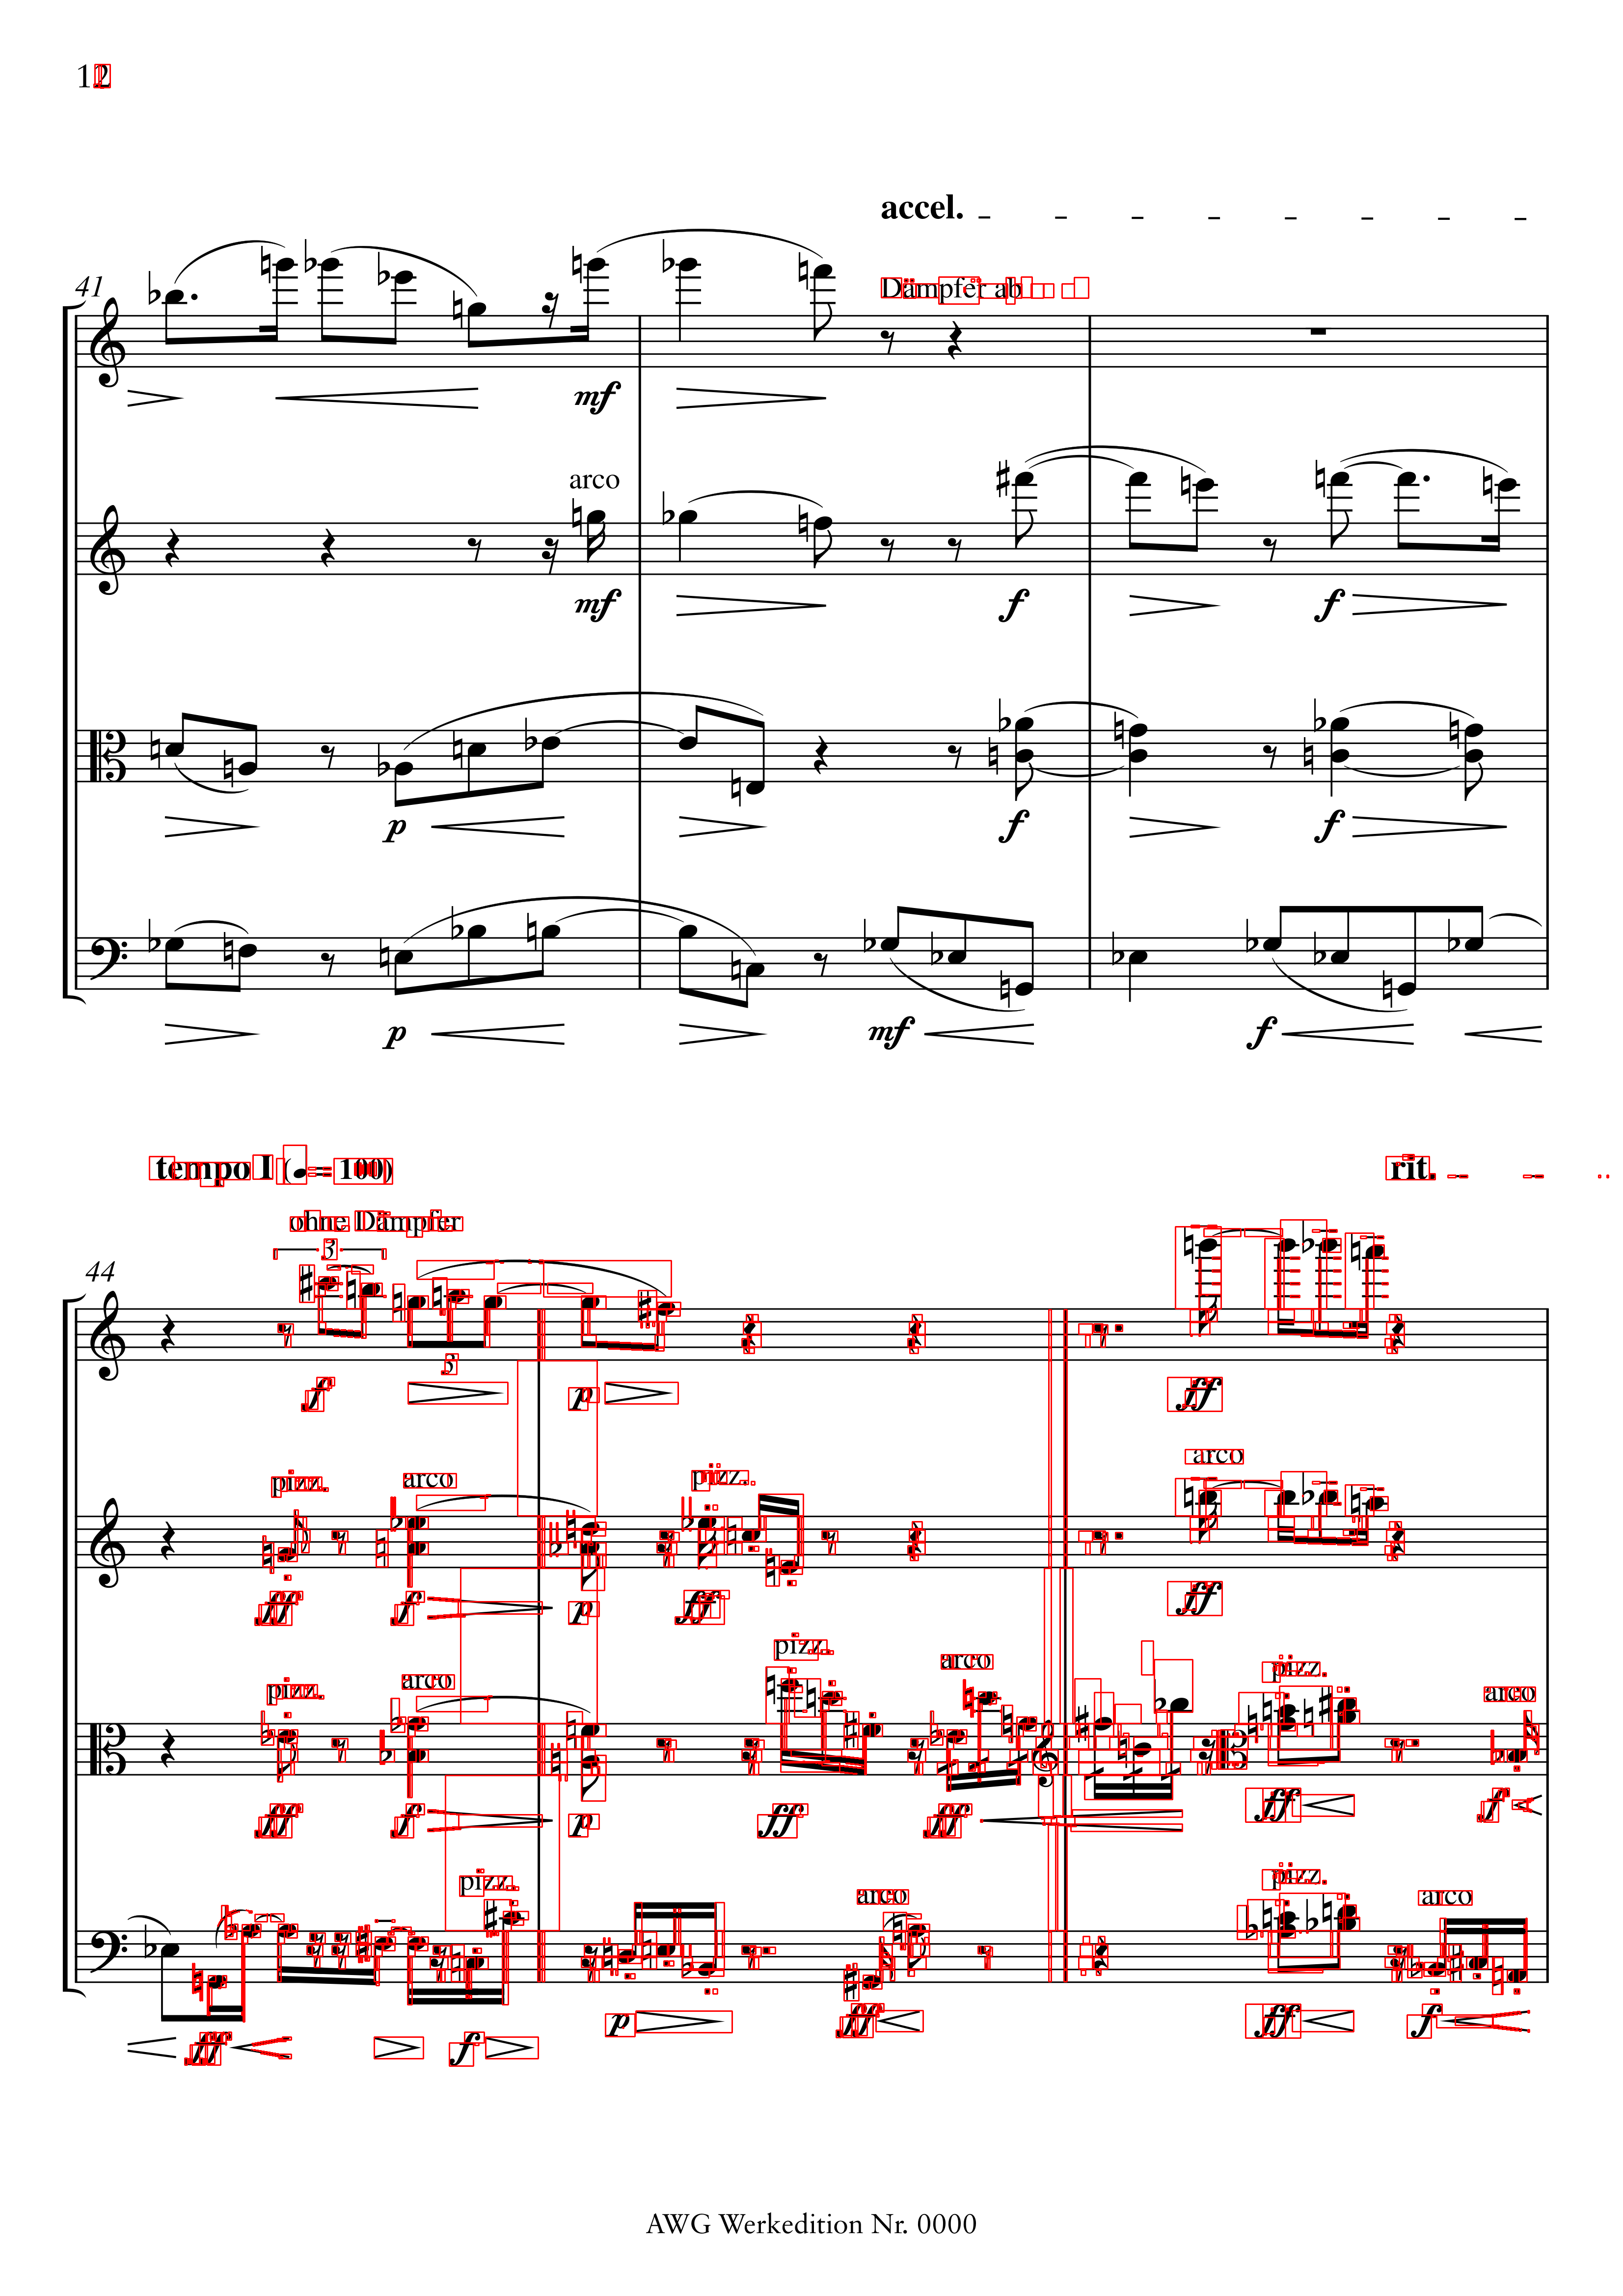 12
accel.
41
Dämpfer ab
mf
arco
mf
f
f
p
f
f
p
mf
f
tempo I (♩= 100)
rit.
ohne Dämpfer
3
44
3
f
p
ff
pizz.
arco
pizz.
arco
ff
f
p
ff
ff
pizz.
arco
pizz.
arco
pizz.
arco
ff
f
p
ff
ff
ff
f
pizz.
arco
pizz.
arco
ff
f
p
ff
ff
f
AWG Werkedition Nr. 0000